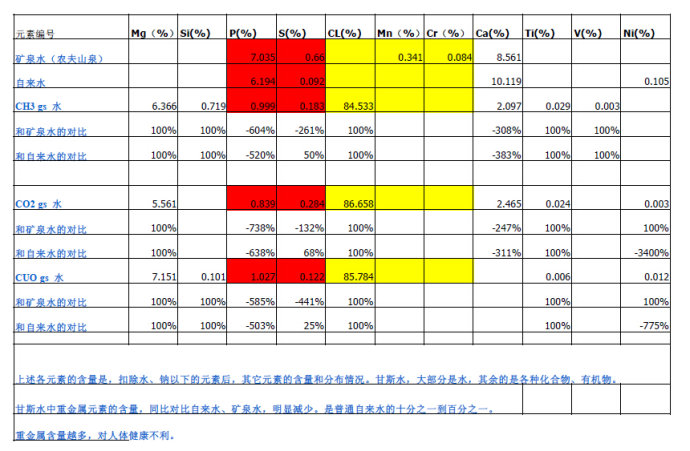 元素编号 Mg（%） Si(%) P(%) S(%) CL(%) Mn（%） Cr（%） Ca(%) Ti(%) V(%) Ni(%)
矿泉水（农夫山泉） 7.035 0.66 0.341 0.084 8.561
自来水 6.194 0.092 10.119 0.105
CH3 gs 水 6.366 0.719 0.999 0.183 84.533 2.097 0.029 0.003
和矿泉水的对比 100% 100% -604% -261% 100% -308% 100% 100%
和自来水的对比 100% 100% -520% 50% 100% -383% 100% 100%
CO2 gs 水 5.561 0.839 0.284 86.658 2.465 0.024 0.003
和矿泉水的对比 100% -738% -132% 100% -247% 100% 100%
和自来水的对比 100% -638% 68% 100% -311% 100% -3400%
CUO gs 水 7.151 0.101 1.027 0.122 85.784 0.006 0.012
和矿泉水的对比 100% 100% -585% -441% 100% 100% 100%
和自来水的对比 100% 100% -503% 25% 100% 100% -775%
上述各元素的含量是，扣除水、钠以下的元素后，其它元素的含量和分布情况。甘斯水，大部分是水，其余的是各种化合物、有机物。
甘斯水中重金属元素的含量，同比对比自来水、矿泉水，明显减少。是普通自来水的十分之一到百分之一。
重金属含量越多，对人体健康不利。